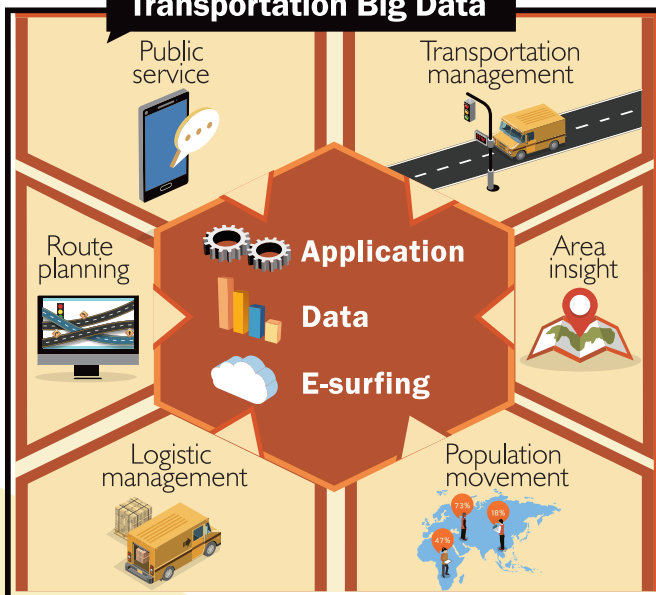 Transportation Big Data
Public
service
Transportation
management
Route
planning
Application
Data
E-surfing
Area
insight
Logistic
management
Population
movement
73%
18%
47%